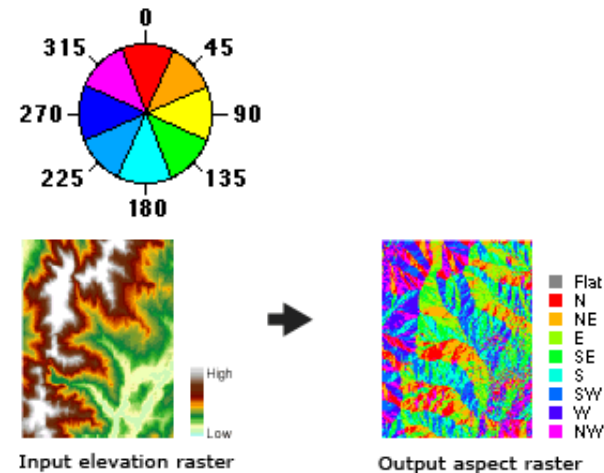 0
315
45
270
90
225
135
180
High
Low
Flat
N
NE
E
SE
S
SW
W
NW
Input elevation raster
Output aspect raster